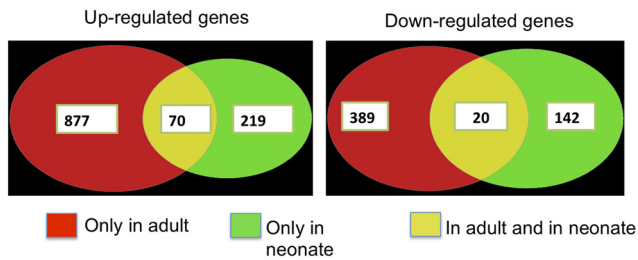 Up-regulated genes
Down-regulated genes
877
70
219
389
20
142
Only in adult
Only in
neonate
In adult and in neonate